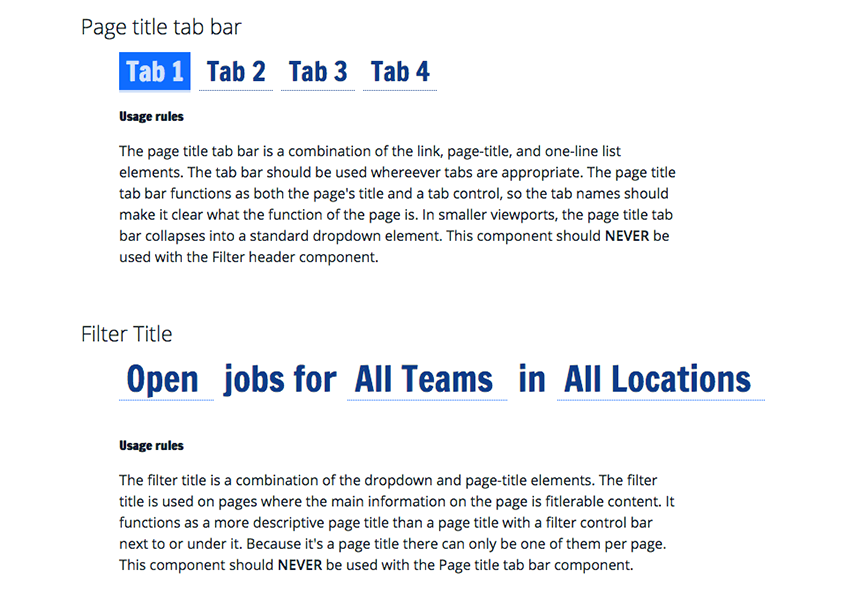 Page title tab bar
Tab 1 Tab 2 Tab 3 Tab 4
Usage rules
The page title tab bar is a combination of the link, page-title, and one-line list
elements. The tab bar should be used whereever tabs are appropriate. The page title
tab bar functions as both the page's title and a tab control, so the tab names should
make it clear what the function of the page is. In smaller viewports, the page title tab
bar collapses into a standard dropdown element. This component should NEVER be
used with the Filter header component.
Filter Title
Open jobs for All Teams in All Locations
Usage rules
The filter title is a combination of the dropdown and page-title elements. The filter
title is used on pages where the main information on the page is fitlerable content. It
functions as a more descriptive page title than a page title with a filter control bar
next to or under it. Because it's a page title there can only be one of them per page.
This component should NEVER be used with the Page title tab bar component.